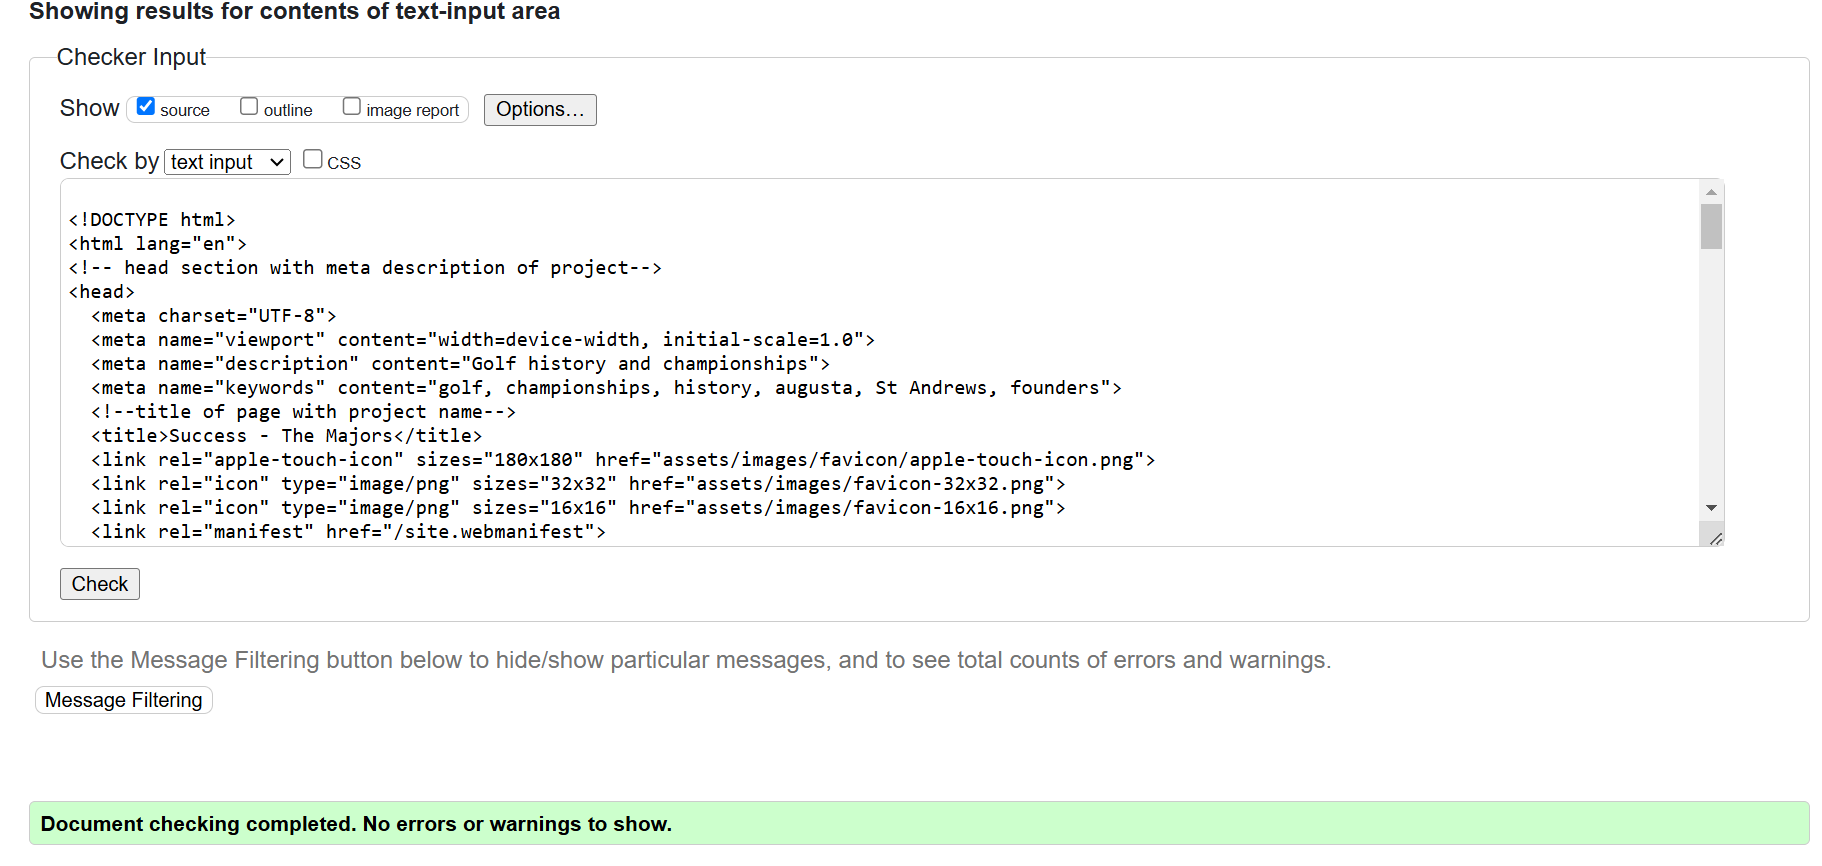 Showing results for contents of text-input area
Checker Input
Show source outline image report Options...
Check by text input CSS
<!DOCTYPE html>
<html lang="en">
<!-- head section with meta description of project-->
<head>
  <meta charset="UTF-8">
  <meta name="viewport" content="width=device-width, initial-scale=1.0">
  <meta name="description" content="Golf history and championships">
  <meta name="keywords" content="golf, championships, history, augusta, St Andrews, founders">
  <!--title of page with project name-->
  <title>Success - The Majors</title>
  <link rel="apple-touch-icon" sizes="180x180" href="assets/images/favicon/apple-touch-icon.png">
  <link rel="icon" type="image/png" sizes="32x32" href="assets/images/favicon-32x32.png">
  <link rel="icon" type="image/png" sizes="16x16" href="assets/images/favicon-16x16.png">
  <link rel="manifest" href="/site.webmanifest">
Check
Use the Message Filtering button below to hide/show particular messages, and to see total counts of errors and warnings.
Message Filtering
Document checking completed. No errors or warnings to show.